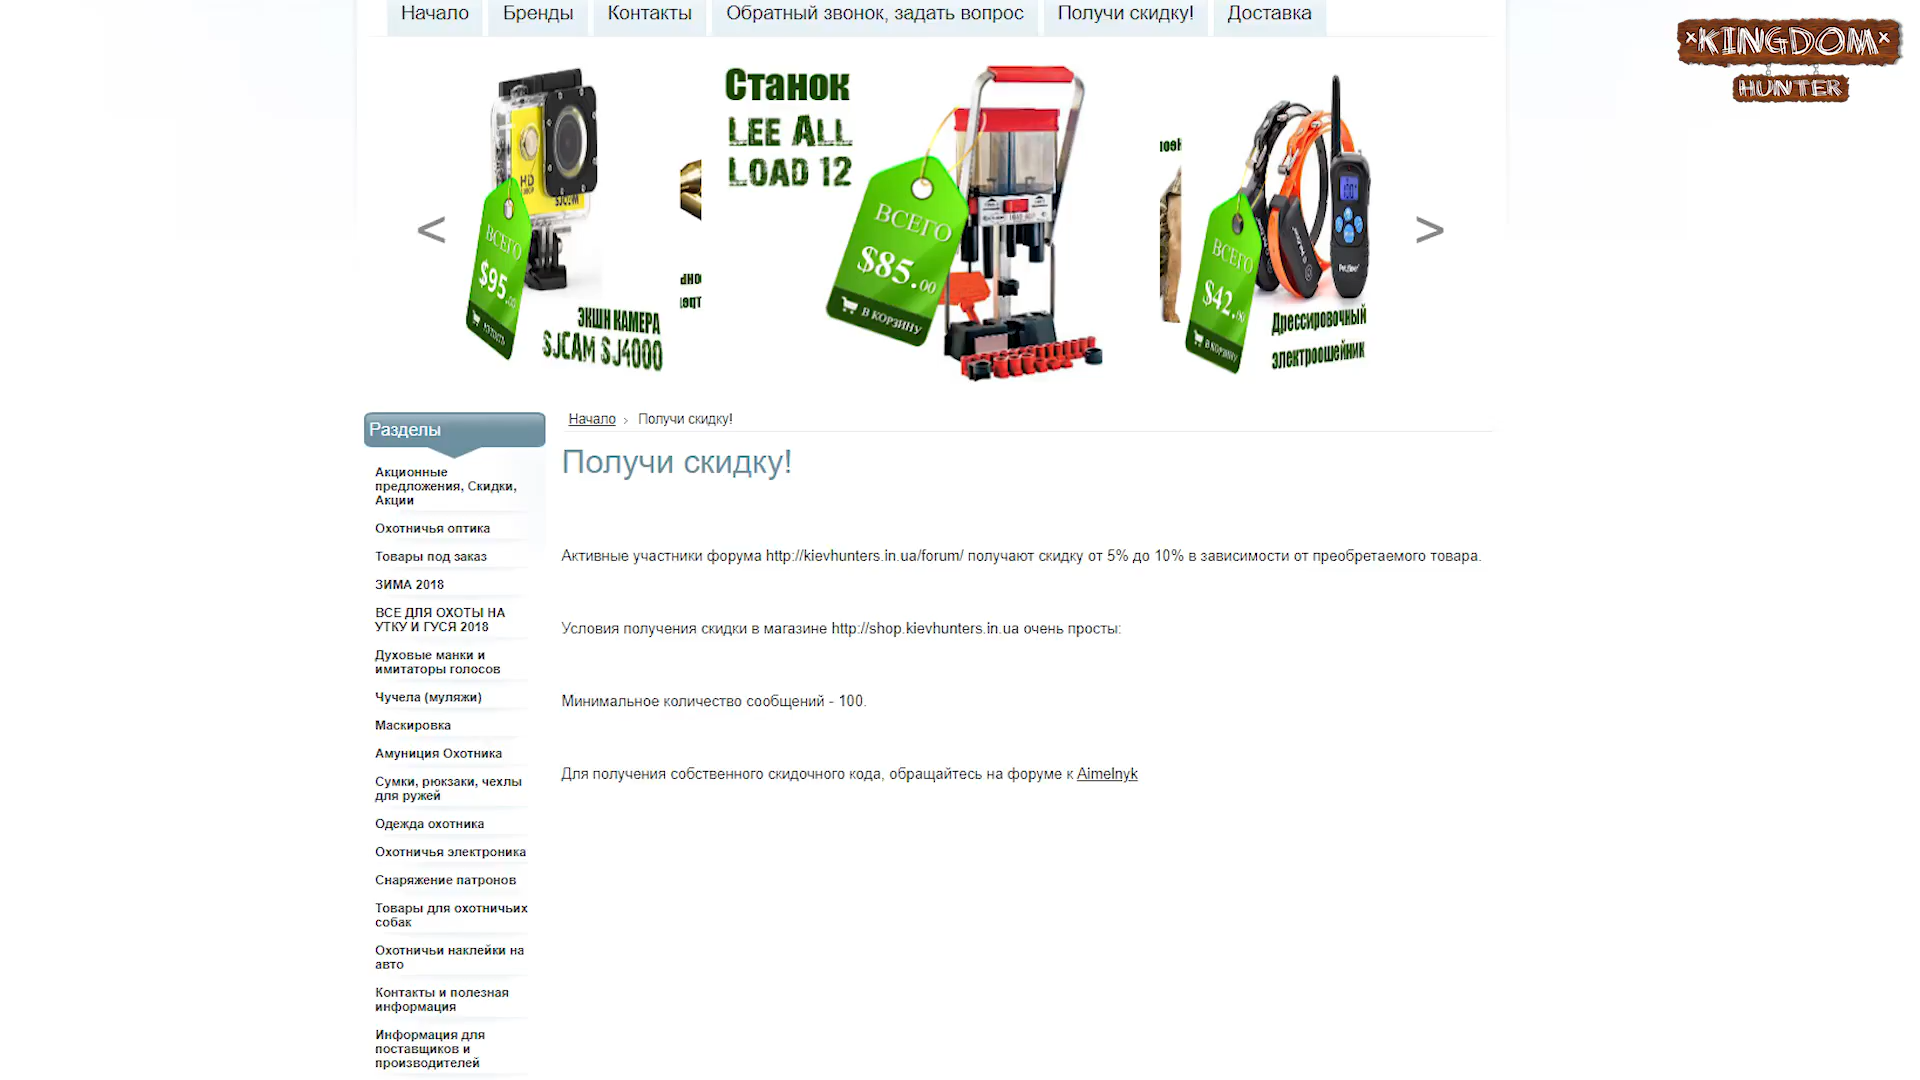 Начало
Бренды
Контакты
Обратный звонок, задать вопрос
Получи скидку!
Доставка
×KINGDOM×
HUNTER
HD
SJCAM
ВСЕГО
$95.00
КУПИТЬ
ЭКШН КАМЕРА
SJCAM SJ4000
Станок
LEE ALL
LOAD 12
ВСЕГО
$85.00
В КОРЗИНУ
ВСЕГО
$42.00
В КОРЗИНУ
Дрессировочный
электроошейник
<
>
Разделы
Акционные
предложения, Скидки,
Акции
Охотничья оптика
Товары под заказ
ЗИМА 2018
ВСЕ ДЛЯ ОХОТЫ НА
УТКУ И ГУСЯ 2018
Духовые манки и
имитаторы голосов
Чучела (муляжи)
Маскировка
Амуниция Охотника
Сумки, рюкзаки, чехлы
для ружей
Одежда охотника
Охотничья электроника
Снаряжение патронов
Товары для охотничьих
собак
Охотничьи наклейки на
авто
Контакты и полезная
информация
Информация для
поставщиков и
производителей
Начало > Получи скидку!
Получи скидку!
Активные участники форума http://kievhunters.in.ua/forum/ получают скидку от 5% до 10% в зависимости от преобретаемого товара.
Условия получения скидки в магазине http://shop.kievhunters.in.ua очень просты:
Минимальное количество сообщений - 100.
Для получения собственного скидочного кода, обращайтесь на форуме к Aimelnyk